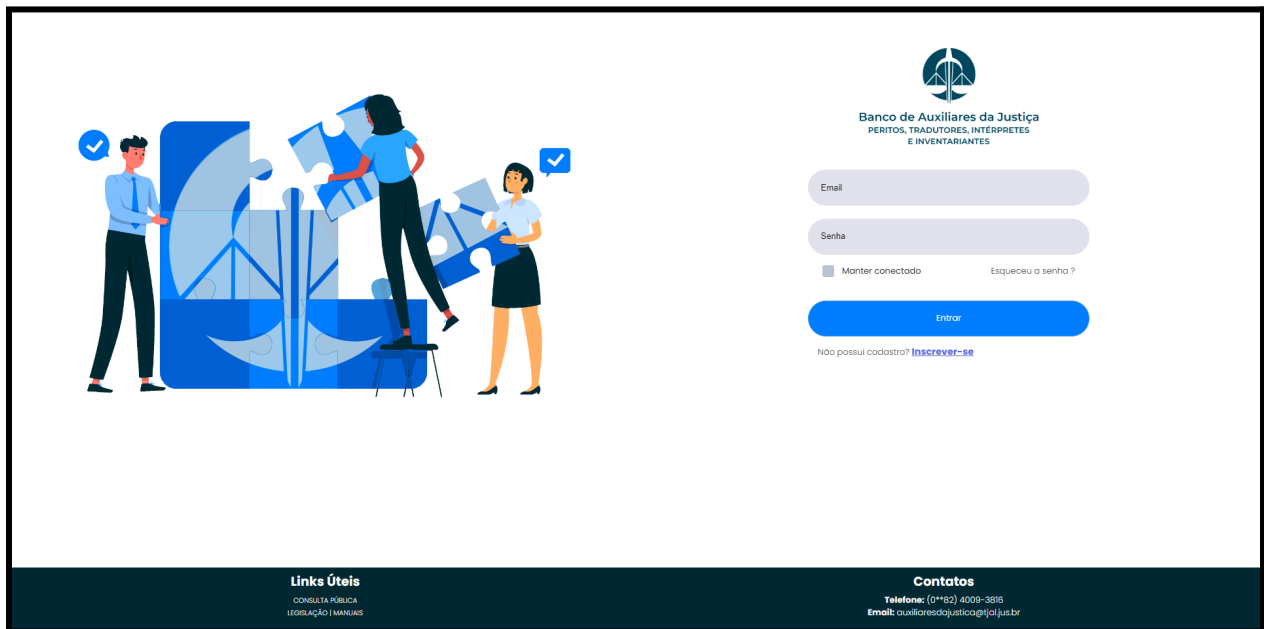 Banco de Auxiliares da Justiça
PERITOS, TRADUTORES, INTÉRPRETES
E INVENTARIANTES
Email
Senha
Manter conectado Esqueceu a senha ?
Entrar
Não possui cadastro? Inscrever-se
Links Úteis
CONSULTA PÚBLICA
LEGISLAÇÃO | MANUAIS
Contatos
Telefone: (0**82) 4009-3816
Email: auxiliaresdajustica@tjal.jus.br